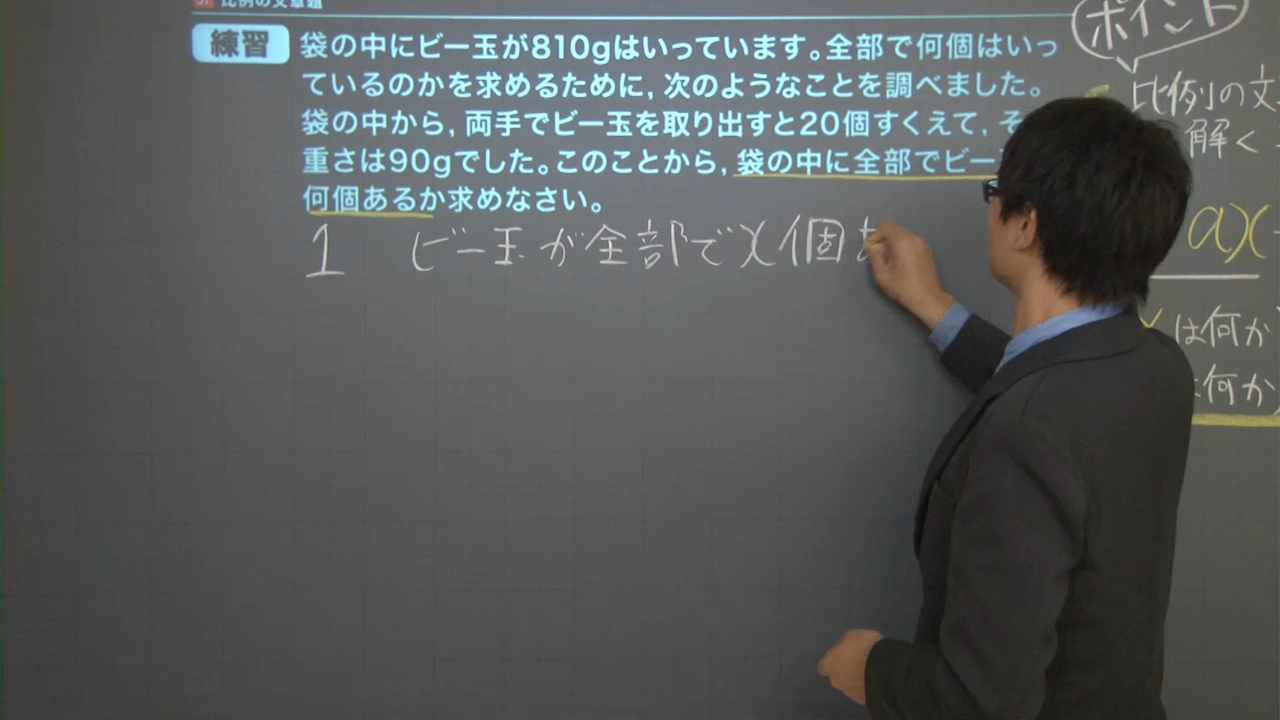 比例の文章題
練習
袋の中にビー玉が810gはいっています。全部で何個はいっ
ているのかを求めるために,次のようなことを調べました。
袋の中から,両手でビー玉を取り出すと20個すくえて,そ
重さは90gでした。このことから,袋の中に全部でビー
何個あるか求めなさい。
1 ビー玉が全部でx個あ
ポイント
比例の文
解く
ax
は何か
は何か